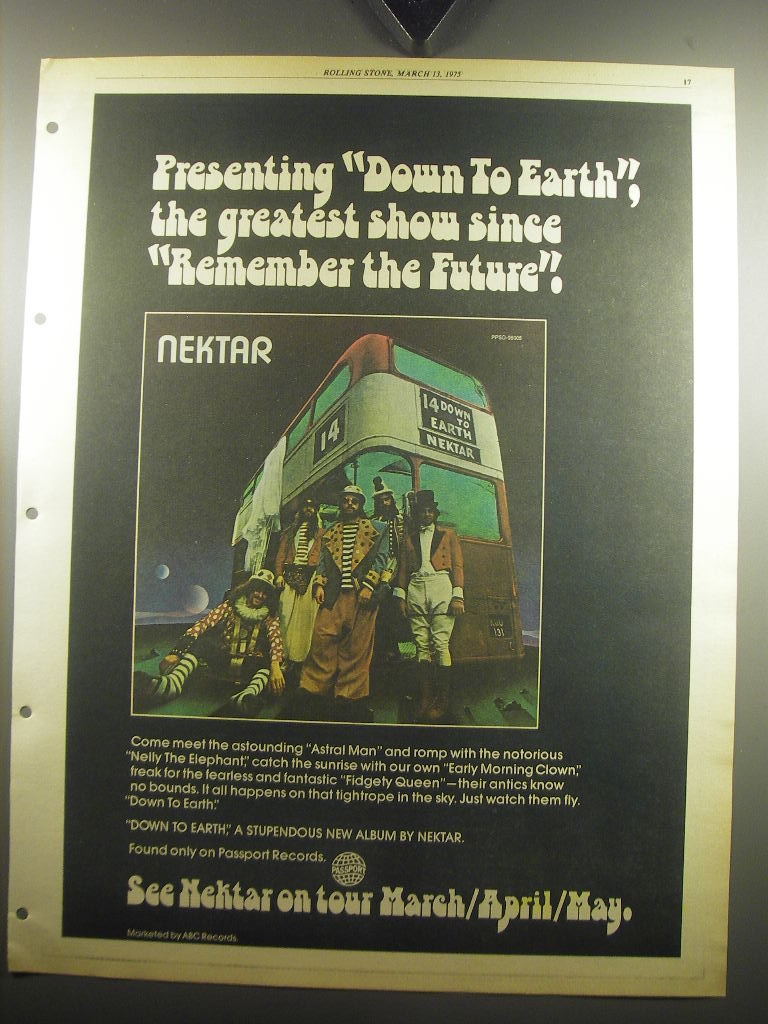 ROLLING STONE, MARCH 13, 1975
17
Presenting "Down To Earth",
the greatest show since
"Remember the Future".
NEKTAR
14
14 DOWN
TO
EARTH
NEKTAR
131
Come meet the astounding "Astral Man" and romp with the notorious
"Nelly The Elephant," catch the sunrise with our own "Early Morning Clown,"
freak for the fearless and fantastic "Fidgety Queen"—their antics know
no bounds. It all happens on that tightrope in the sky. Just watch them fly.
"Down To Earth."
"DOWN TO EARTH," A STUPENDOUS NEW ALBUM BY NEKTAR.
Found only on Passport Records.
PASSPORT
See Nektar on tour March/April/May.
Marketed by ABC Records.